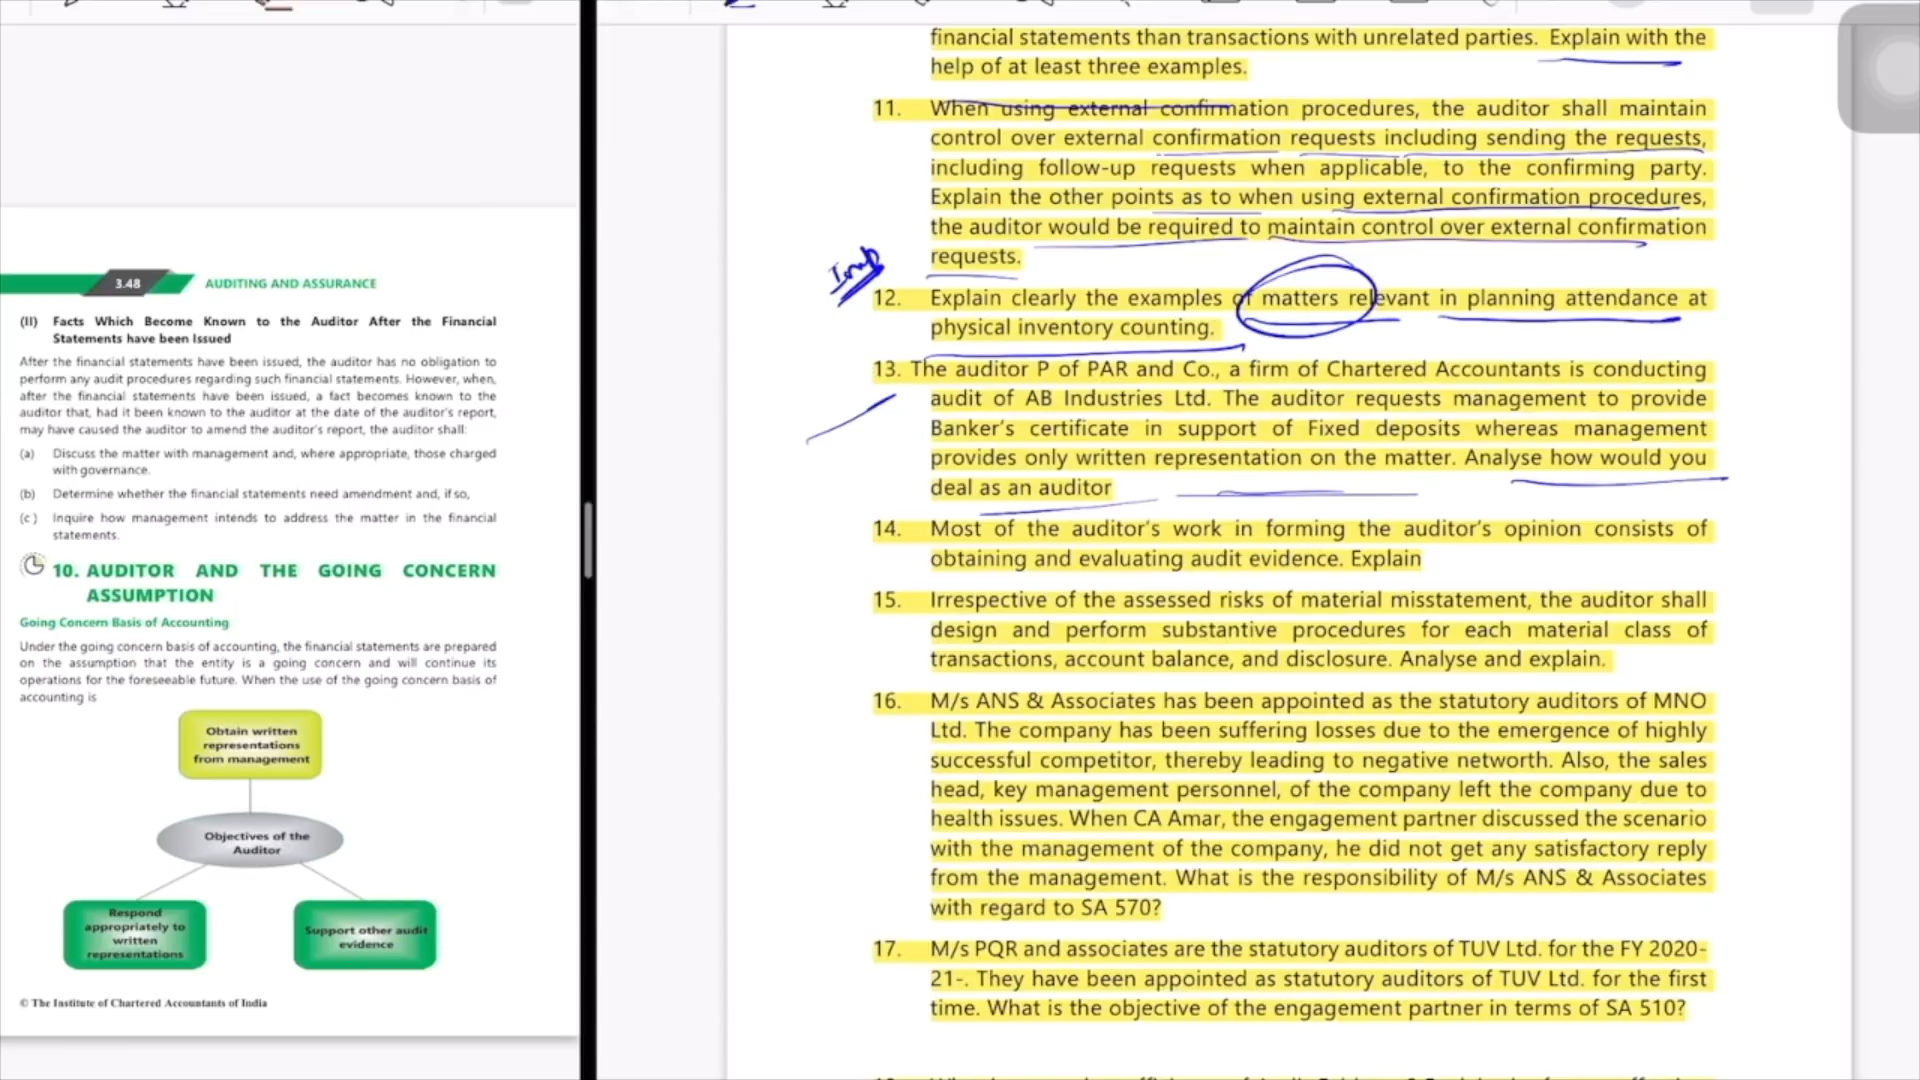 3.48 AUDITING AND ASSURANCE
(II) Facts Which Become Known to the Auditor After the Financial
Statements have been Issued
After the financial statements have been issued, the auditor has no obligation to
perform any audit procedures regarding such financial statements. However, when,
after the financial statements have been issued, a fact becomes known to the
auditor that, had it been known to the auditor at the date of the auditor's report,
may have caused the auditor to amend the auditor's report, the auditor shall:
(a) Discuss the matter with management and, where appropriate, those charged
with governance.
(b) Determine whether the financial statements need amendment and, if so,
(c) Inquire how management intends to address the matter in the financial
statements.
10. AUDITOR AND THE GOING CONCERN
ASSUMPTION
Going Concern Basis of Accounting
Under the going concern basis of accounting, the financial statements are prepared
on the assumption that the entity is a going concern and will continue its
operations for the foreseeable future. When the use of the going concern basis of
accounting is
Obtain written
representations
from management
Objectives of the
Auditor
Respond
appropriately to
written
representations
Support other audit
evidence
© The Institute of Chartered Accountants of India
financial statements than transactions with unrelated parties. Explain with the
help of at least three examples.
11. When using external confirmation procedures, the auditor shall maintain
control over external confirmation requests including sending the requests,
including follow-up requests when applicable, to the confirming party.
Explain the other points as to when using external confirmation procedures,
the auditor would be required to maintain control over external confirmation
requests.
Imp
12. Explain clearly the examples of matters relevant in planning attendance at
physical inventory counting.
13. The auditor P of PAR and Co., a firm of Chartered Accountants is conducting
audit of AB Industries Ltd. The auditor requests management to provide
Banker's certificate in support of Fixed deposits whereas management
provides only written representation on the matter. Analyse how would you
deal as an auditor
14. Most of the auditor's work in forming the auditor's opinion consists of
obtaining and evaluating audit evidence. Explain
15. Irrespective of the assessed risks of material misstatement, the auditor shall
design and perform substantive procedures for each material class of
transactions, account balance, and disclosure. Analyse and explain.
16. M/s ANS & Associates has been appointed as the statutory auditors of MNO
Ltd. The company has been suffering losses due to the emergence of highly
successful competitor, thereby leading to negative networth. Also, the sales
head, key management personnel, of the company left the company due to
health issues. When CA Amar, the engagement partner discussed the scenario
with the management of the company, he did not get any satisfactory reply
from the management. What is the responsibility of M/s ANS & Associates
with regard to SA 570?
17. M/s PQR and associates are the statutory auditors of TUV Ltd. for the FY 2020-
21-. They have been appointed as statutory auditors of TUV Ltd. for the first
time. What is the objective of the engagement partner in terms of SA 510?